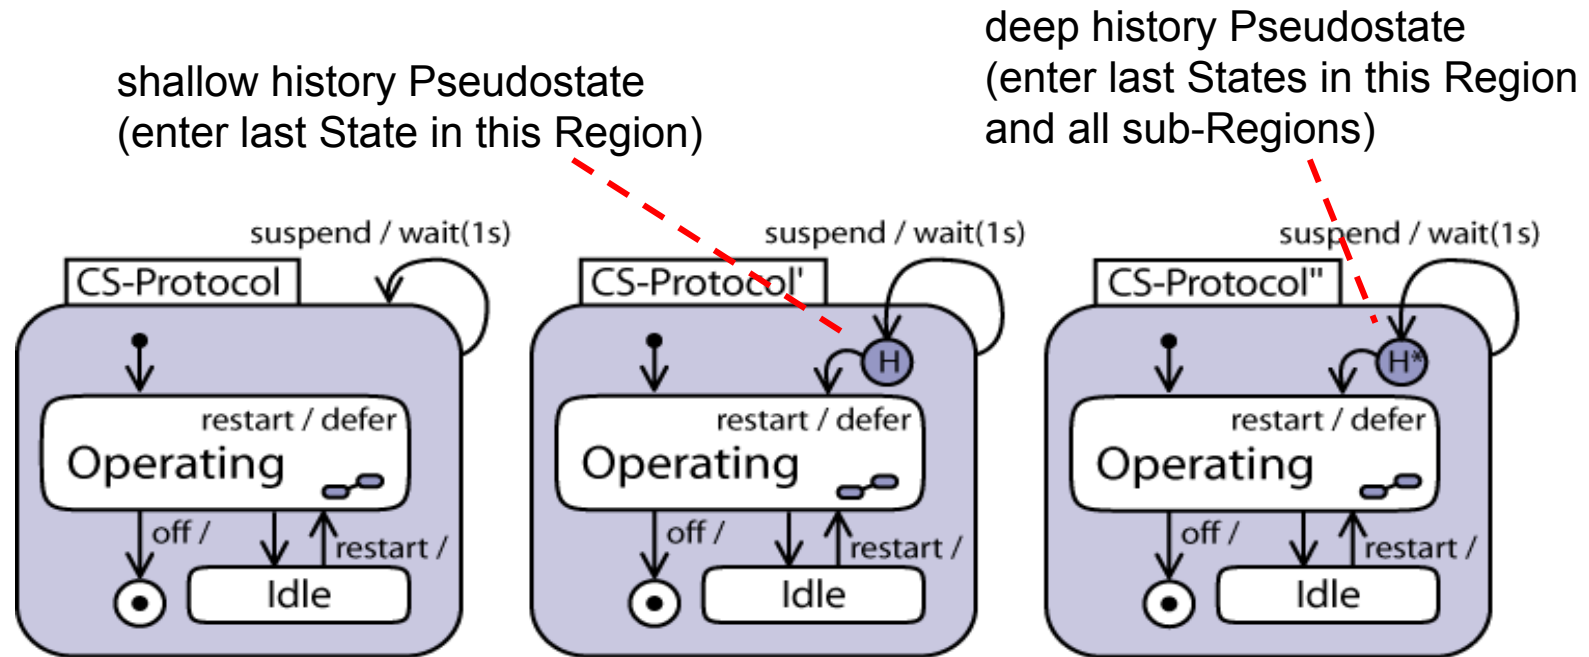 deep history Pseudostate
(enter last States in this Region
and all sub-Regions)
shallow history Pseudostate
(enter last State in this Region)
suspend / wait(1s)
CS-Protocol
restart / defer
Operating
off /
restart /
Idle
suspend / wait(1s)
CS-Protocol'
H
restart / defer
Operating
off /
restart /
Idle
suspend / wait(1s)
CS-Protocol"
H*
restart / defer
Operating
off /
restart /
Idle